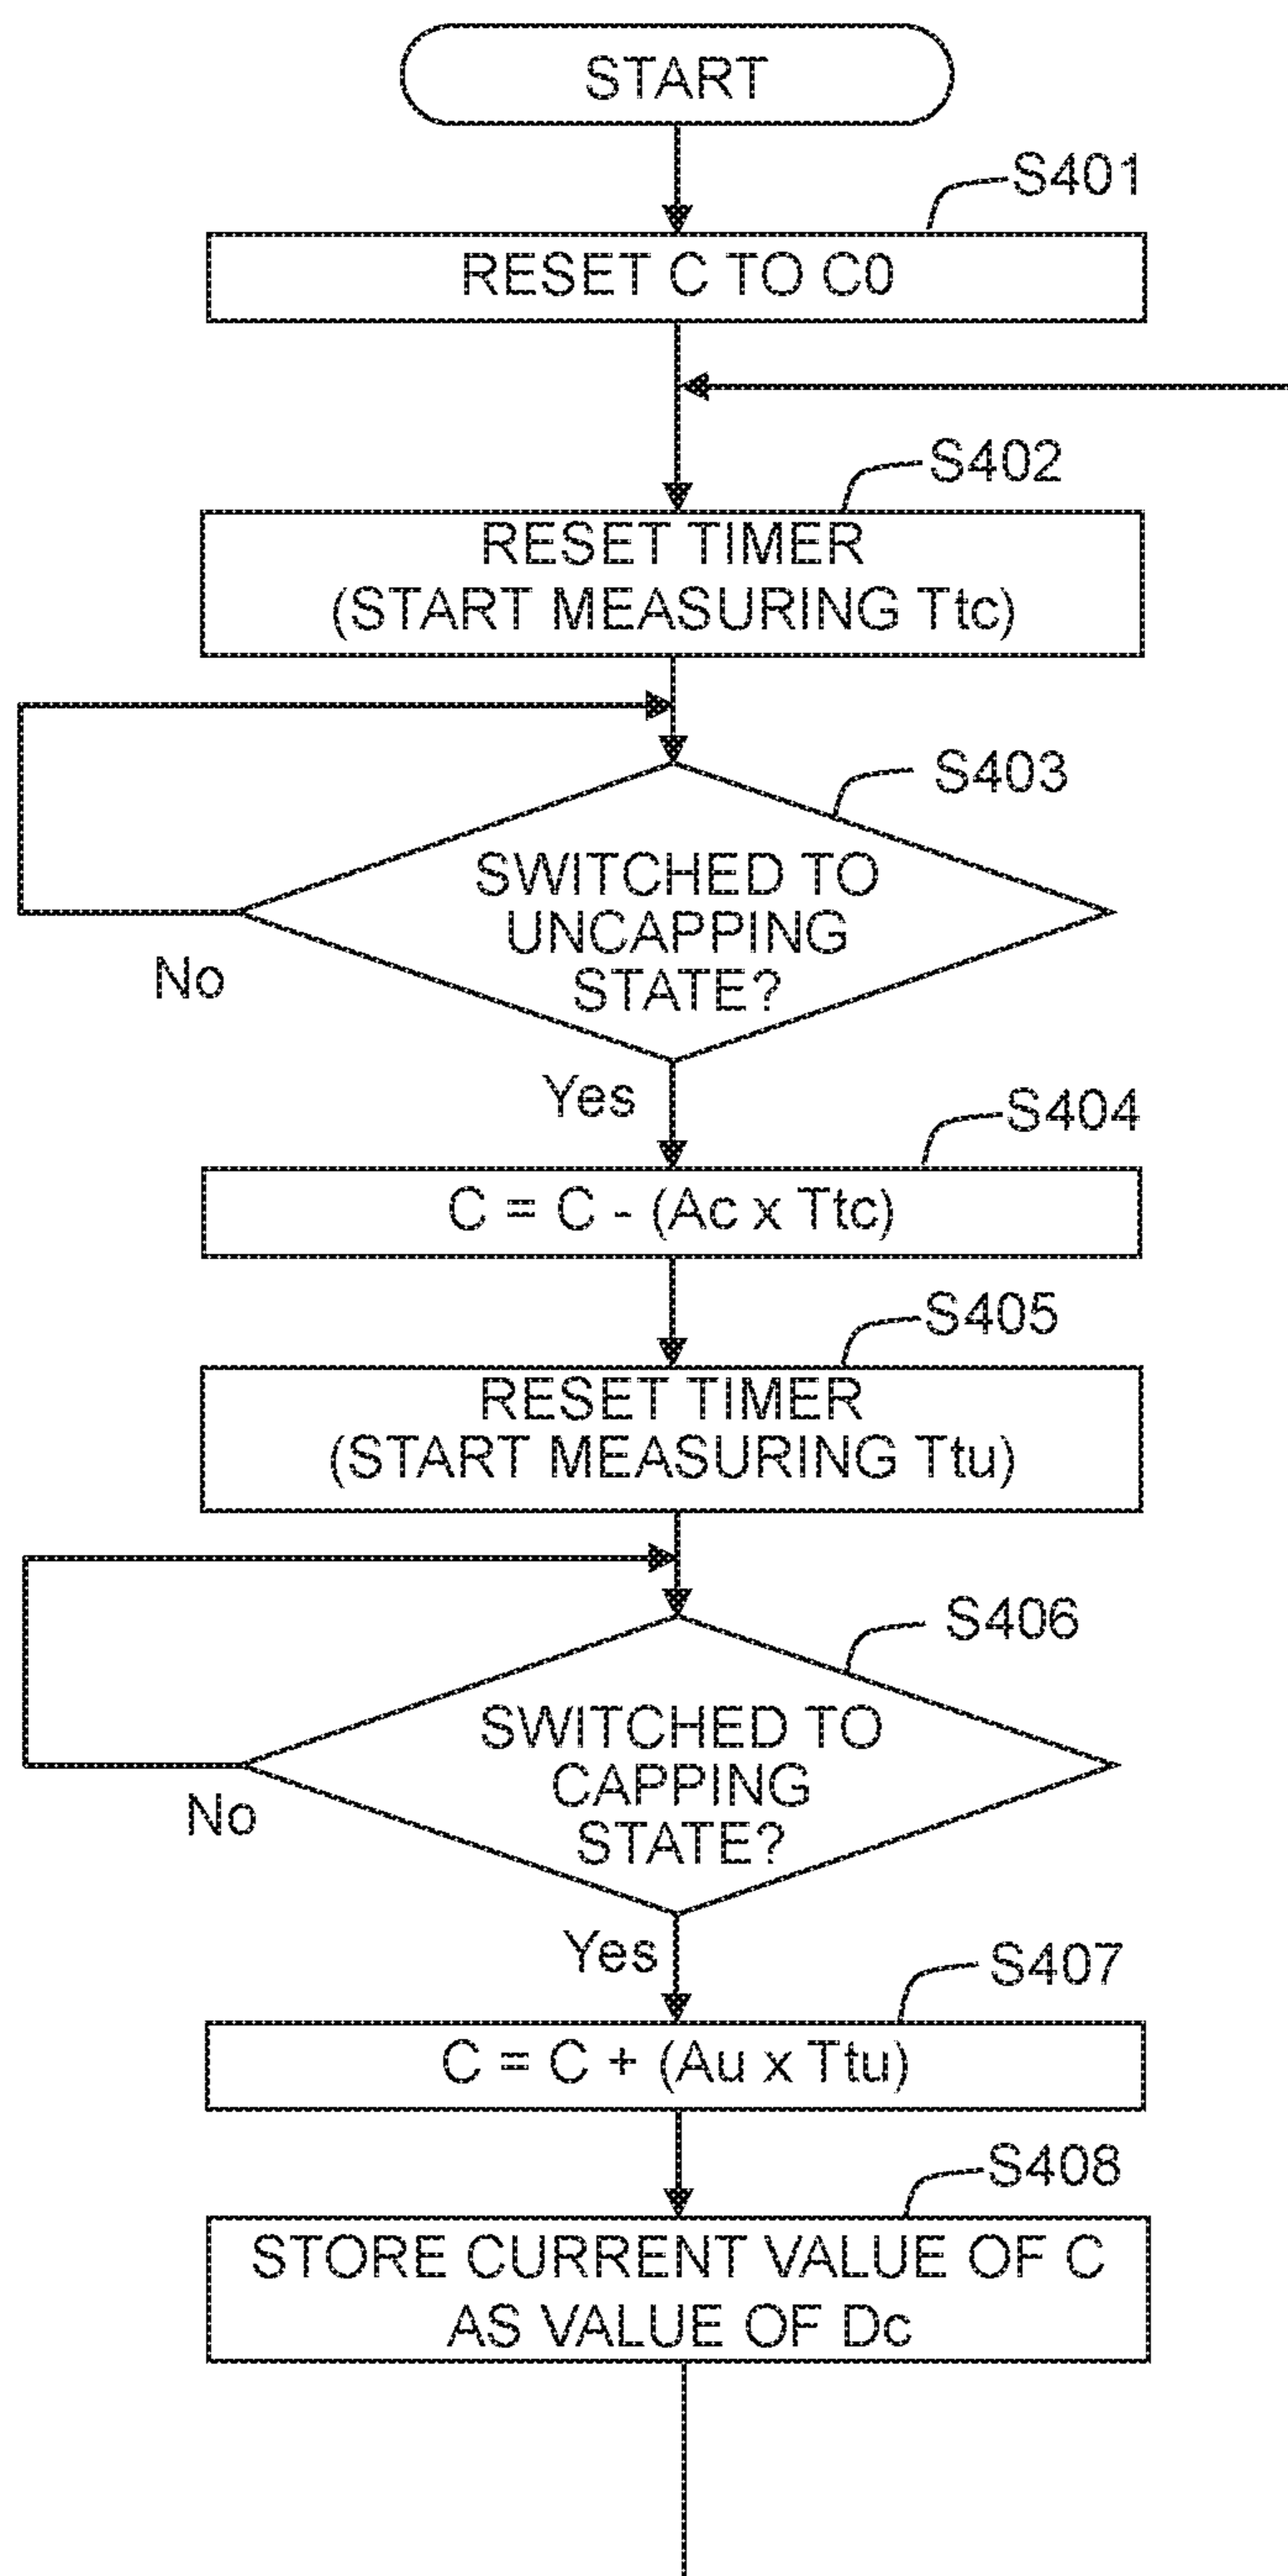 START
S401
RESET C TO C0
S402
RESET TIMER
(START MEASURING Ttc)
S403
SWITCHED TO
UNCAPPING
STATE?
No
Yes
S404
C = C - (Ac x Ttc)
S405
RESET TIMER
(START MEASURING Ttu)
S406
SWITCHED TO
CAPPING
STATE?
No
Yes
S407
C = C + (Au x Ttu)
S408
STORE CURRENT VALUE OF C
AS VALUE OF Dc